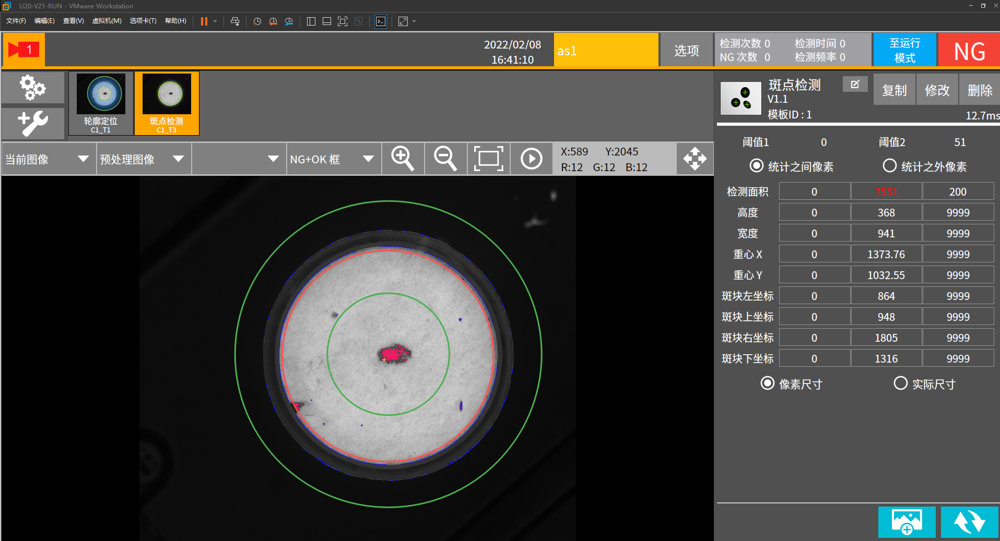 U20-V21-RUN - VMware Workstation
文件(F) 编辑(E) 查看(V) 虚拟机(M) 选项卡(T) 帮助(H)
1
2022/02/08
16:41:10
as1
选项
检测次数 0 检测时间 0
NG 次数 0 检测频率 0
至运行
模式
NG
轮廓定位
C1_T1
斑点检测
C1_T3
斑点检测
V1.1
模板ID : 1
复制 修改 删除
12.7ms
当前图像 预处理图像 NG+OK 框
X:589 Y:2045
R:12 G:12 B:12
阈值1 0 阈值2 51
统计之间像素 统计之外像素
检测面积 0 7551 200
高度 0 368 9999
宽度 0 941 9999
重心 X 0 1373.76 9999
重心 Y 0 1032.55 9999
斑块左坐标 0 864 9999
斑块上坐标 0 948 9999
斑块右坐标 0 1805 9999
斑块下坐标 0 1316 9999
像素尺寸 实际尺寸